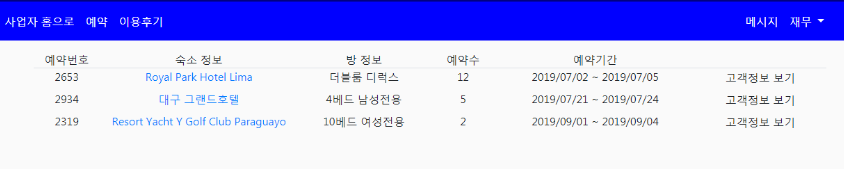 사업자 홈으로 예약 이용후기 메시지 재무
예약번호 숙소 정보 방 정보 예약수 예약기간
2653 Royal Park Hotel Lima 더블룸 디럭스 12 2019/07/02 ~ 2019/07/05 고객정보 보기
2934 대구 그랜드호텔 4베드 남성전용 5 2019/07/21 ~ 2019/07/24 고객정보 보기
2319 Resort Yacht Y Golf Club Paraguayo 10베드 여성전용 2 2019/09/01 ~ 2019/09/04 고객정보 보기